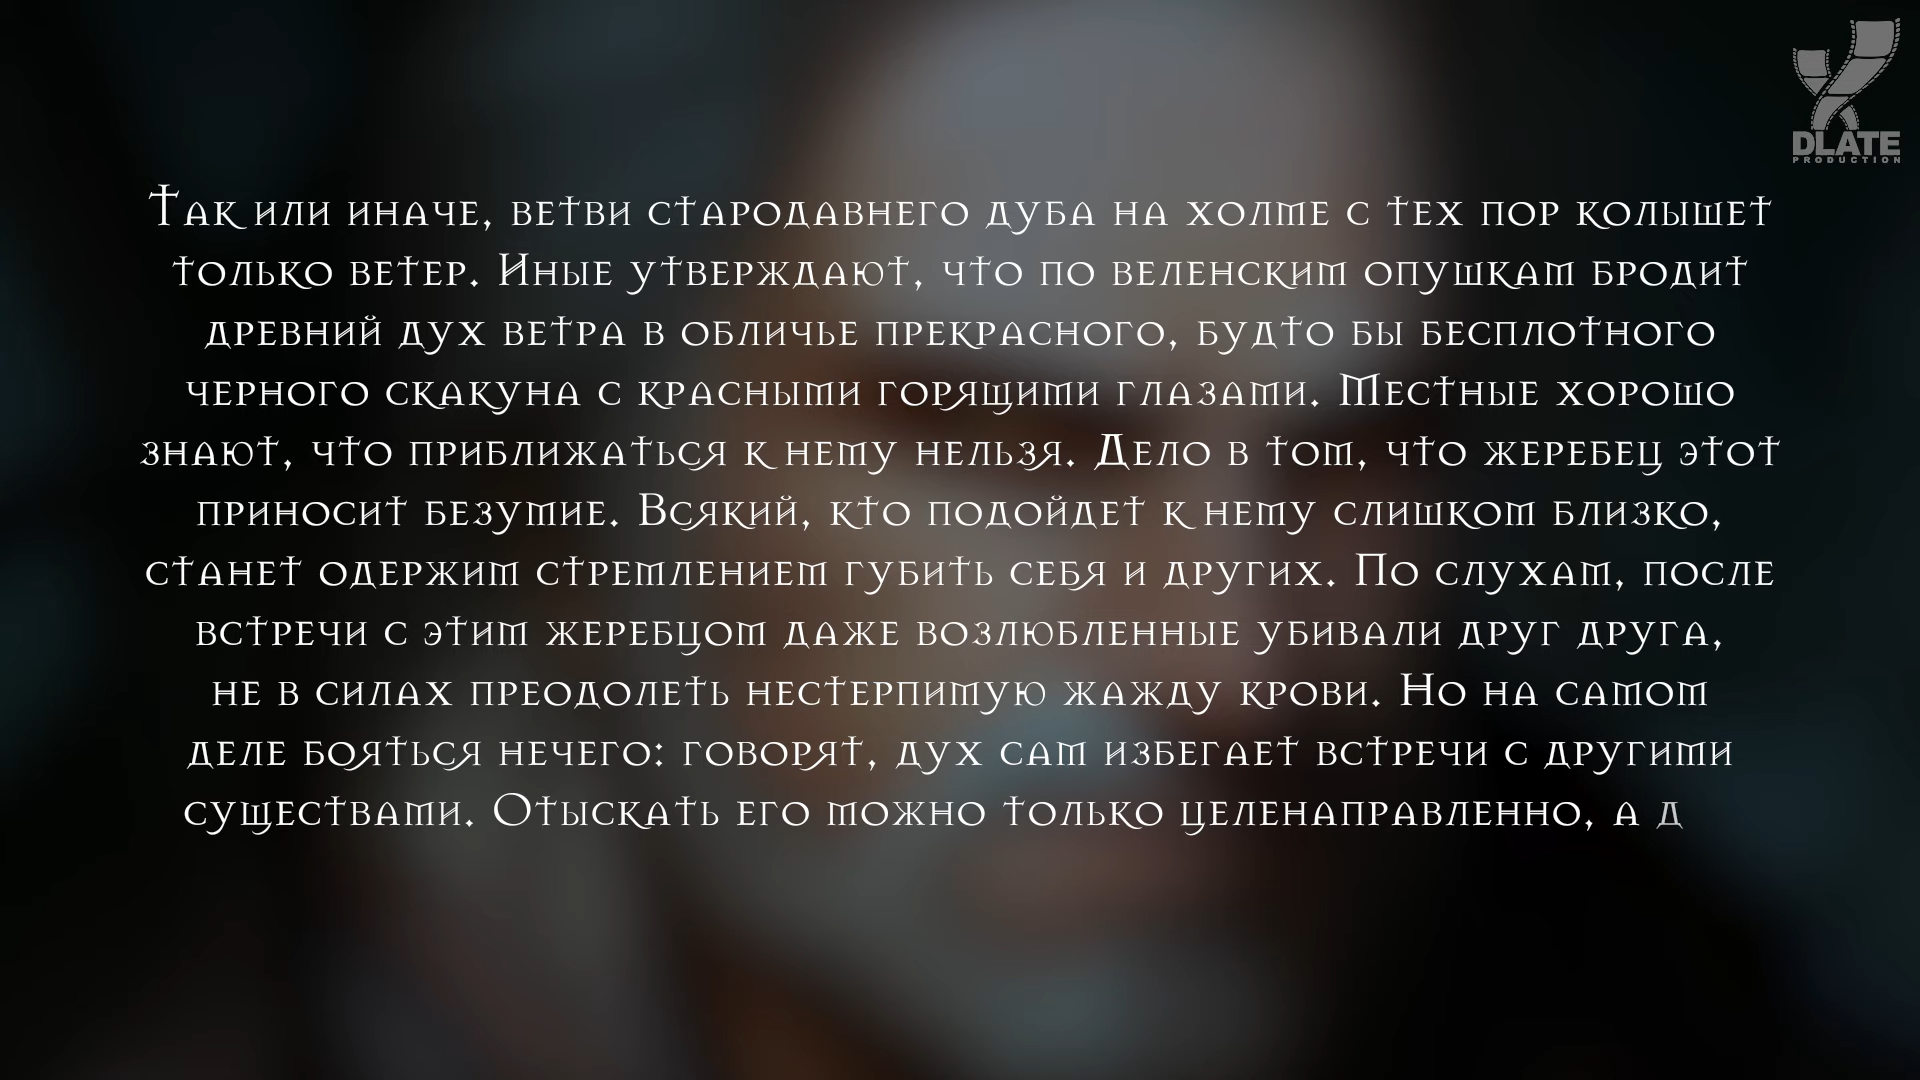 DLATE
PRODUCTION
Так или иначе, ветви стародавнего дуба на холме с тех пор колышет
только ветер. Иные утверждают, что по веленским опушкам бродит
древний дух ветра в обличье прекрасного, будто бы бесплотного
черного скакуна с красными горящими глазами. Местные хорошо
знают, что приближаться к нему нельзя. Дело в том, что жеребец этот
приносит безумие. Всякий, кто подойдет к нему слишком близко,
станет одержим стремлением губить себя и других. По слухам, после
встречи с этим жеребцом даже возлюбленные убивали друг друга,
не в силах преодолеть нестерпимую жажду крови. Но на самом
деле бояться нечего: говорят, дух сам избегает встречи с другими
существами. Отыскать его можно только целенаправленно, а д